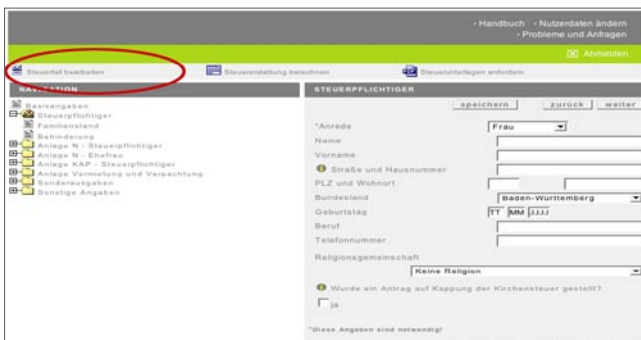 Handbuch · Nutzerdaten ändern
Probleme und Anfragen
Abmelden
Steuerfall bearbeiten
Steuererstattung berechnen
Steuerunterlagen anfordern
NAVIGATION
Basisangaben
Steuerpflichtiger
Familienstand
Behinderung
Anlage N - Steuerpflichtiger
Anlage N - Ehefrau
Anlage KAP - Steuerpflichtiger
Anlage Vermietung und Verpachtung
Sonderausgaben
Sonstige Angaben
STEUERPFLICHTIGER
speichern zurück weiter
*Anrede Frau
Name
Vorname
Straße und Hausnummer
PLZ und Wohnort
Bundesland Baden-Württemberg
Geburtstag TT MM JJJJ
Beruf
Telefonnummer
Religionsgemeinschaft
Keine Religion
Wurde ein Antrag auf Kappung der Kirchensteuer gestellt?
ja
*Diese Angaben sind notwendig!